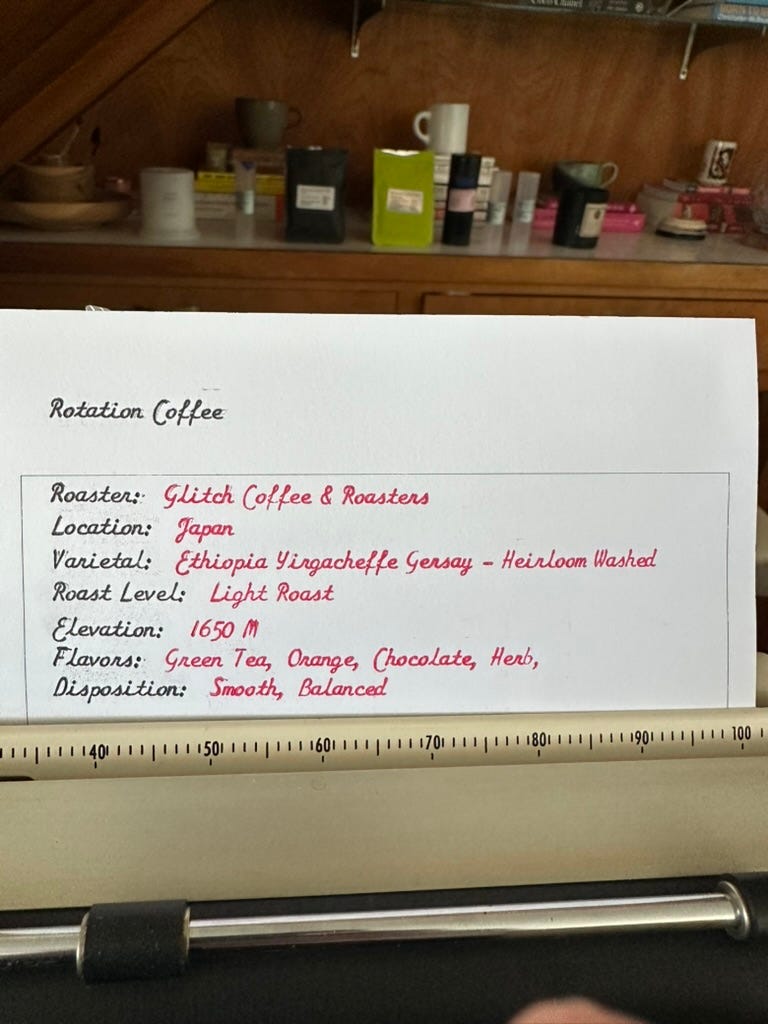 Rotation Coffee
Roaster: Glitch Coffee & Roasters
Location: Japan
Varietal: Ethiopia Yirgacheffe Gersay - Heirloom Washed
Roast Level: Light Roast
Elevation: 1650 M
Flavors: Green Tea, Orange, Chocolate, Herb,
Disposition: Smooth, Balanced
40 50 60 70 80 90 100